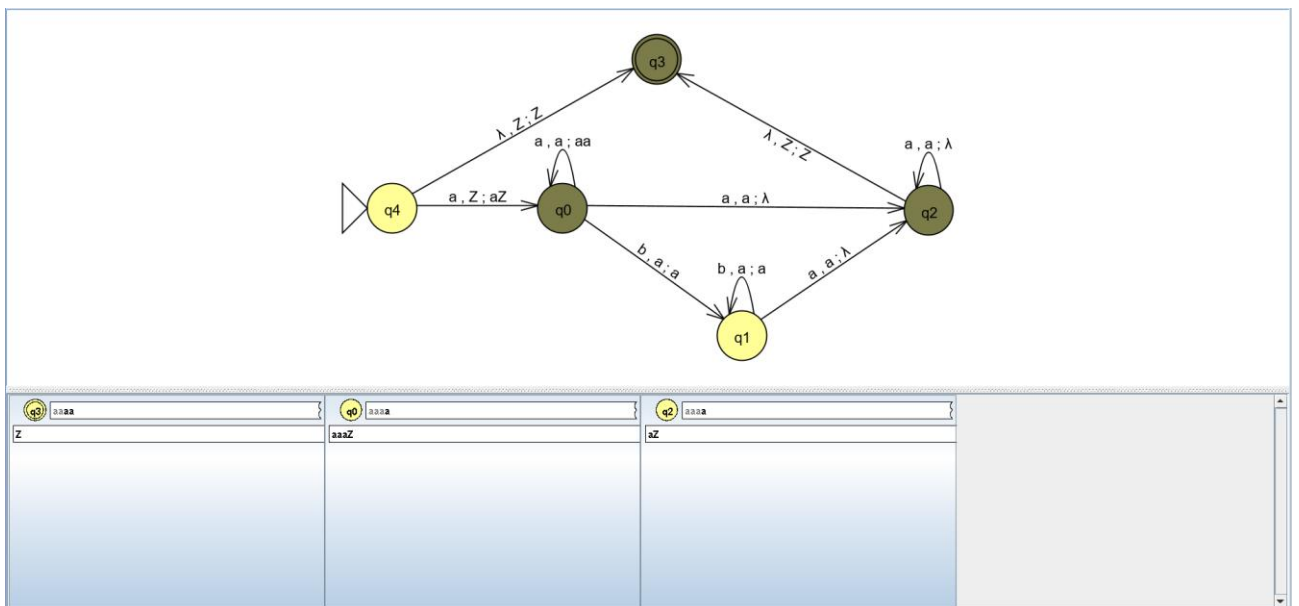 q3
λ , Z ; Z
λ , Z ; Z
a , a ; aa
a , a ; λ
q4
a , Z ; aZ
q0
a , a ; λ
q2
b , a ; a
b , a ; a
a , a ; λ
q1
q3 aaaa
q0 aaaa
q2 aaaa
Z
aaaZ
aZ